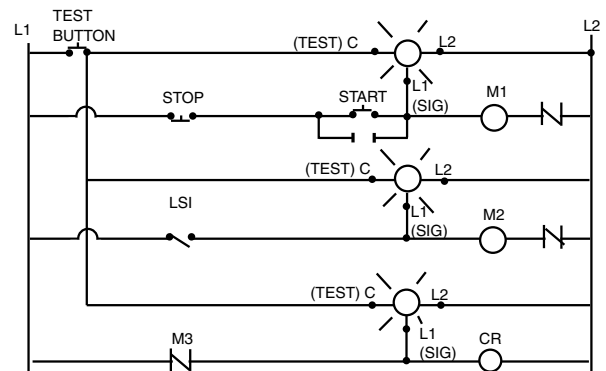 TEST
BUTTON
L1
L2
(TEST) C
L2
L1
(SIG)
STOP
START
M1
(TEST) C
L2
L1
(SIG)
LSI
M2
(TEST) C
L2
L1
(SIG)
M3
CR